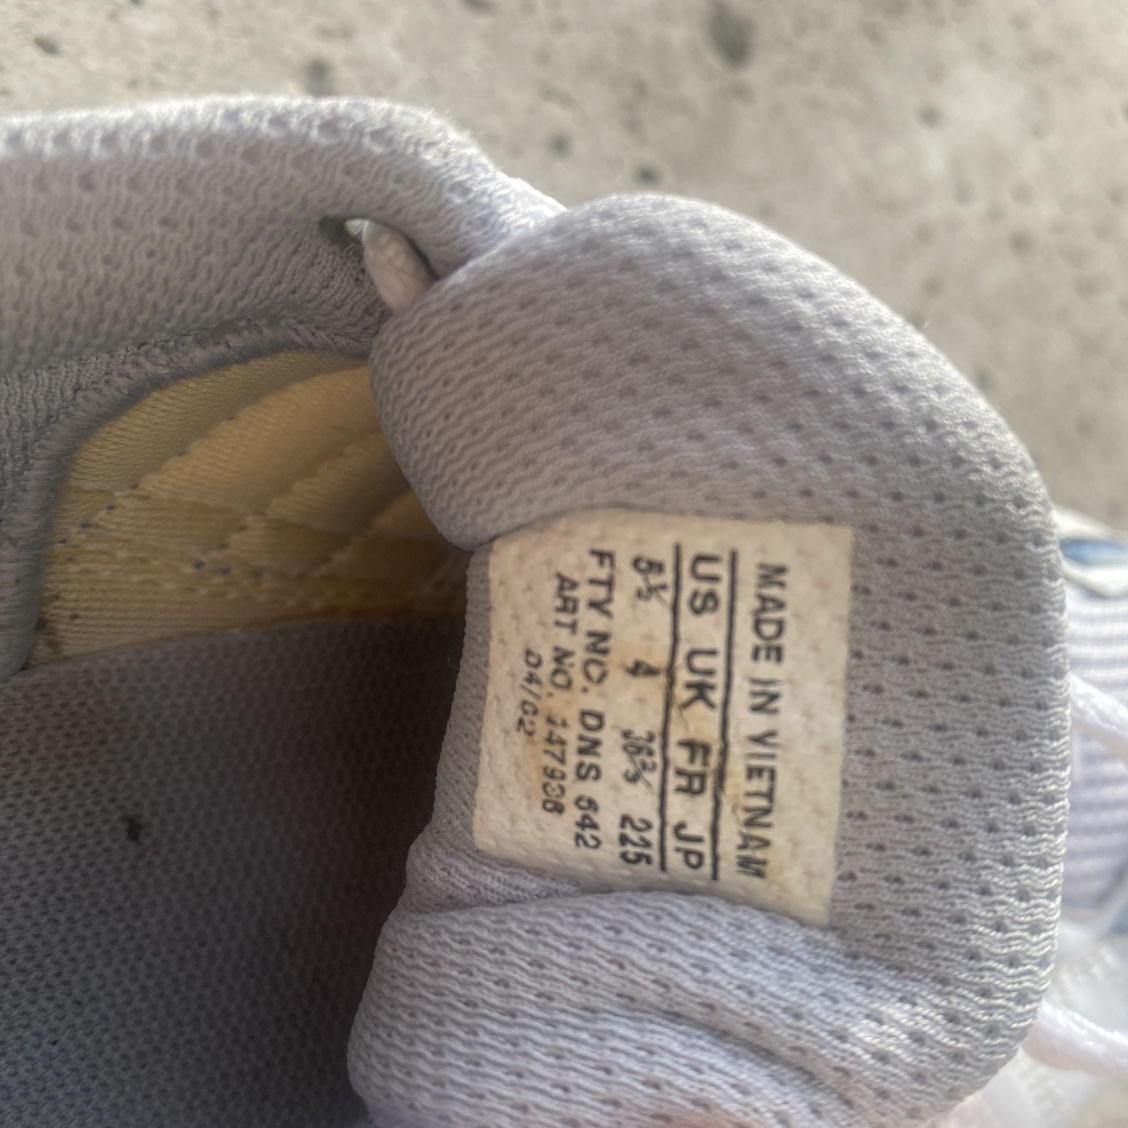 MADE IN VIETNAM
US UK FR JP
5½ 4 36⅔ 225
FTY NO. DNS 642
ART NO. 147908
04/02